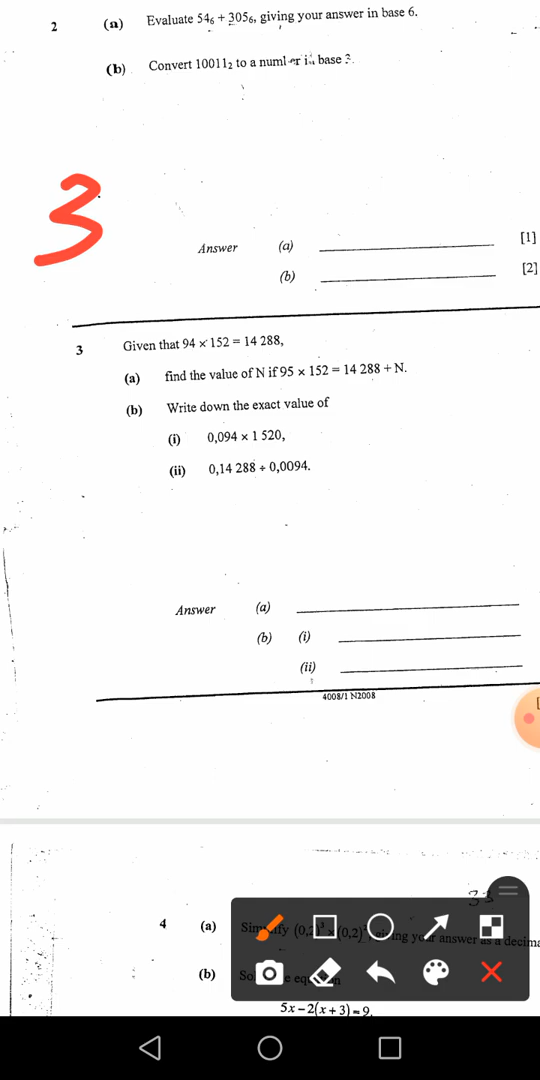 2 (a) Evaluate 54₆ + 305₆, giving your answer in base 6.
(b) Convert 10011₂ to a number in base 3.
3
Answer (a) [1]
(b) [2]
3 Given that 94 × 152 = 14 288,
(a) find the value of N if 95 × 152 = 14 288 + N.
(b) Write down the exact value of
(i) 0,094 × 1 520,
(ii) 0,14 288 ÷ 0,0094.
Answer (a)
(b) (i)
(ii)
4008/1 N2008
33
4 (a) × (0,2) your answer as a
(b)
5x − 2(x + 3) = 9.